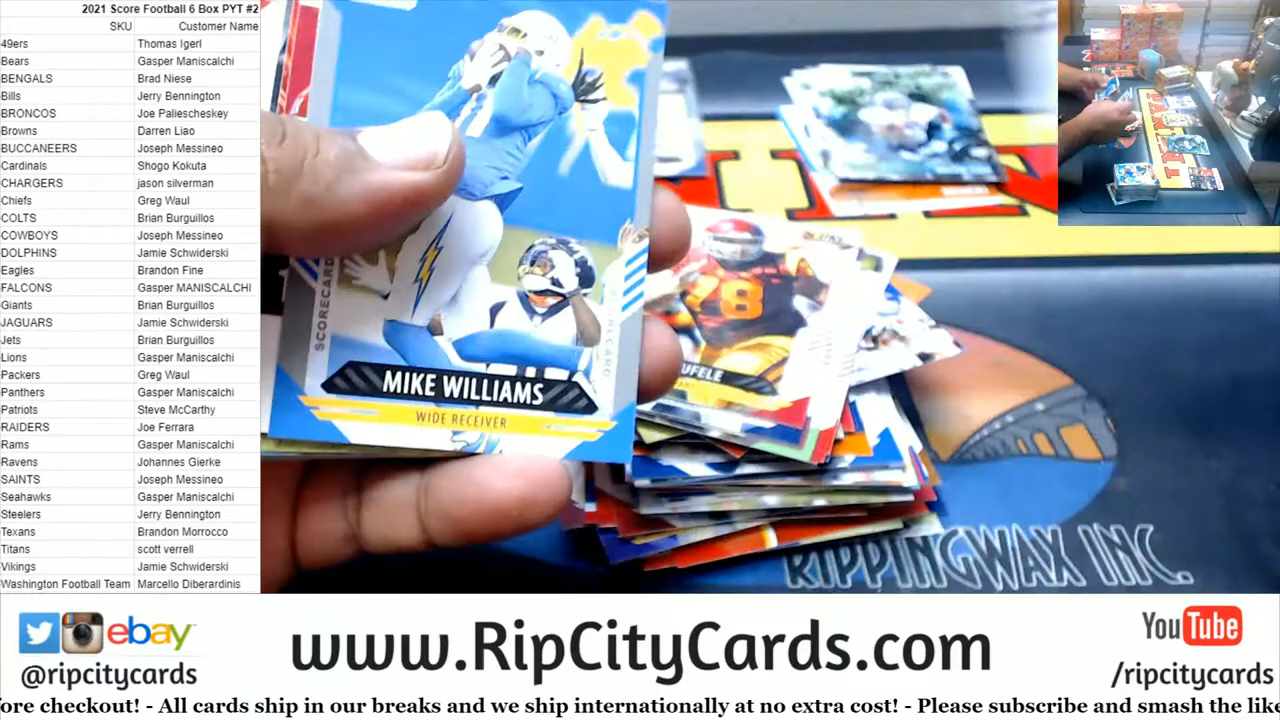 2021 Score Football 6 Box PYT #2
SKU Customer Name
49ers Thomas Igerl
Bears Gasper Maniscalchi
BENGALS Brad Niese
Bills Jerry Bennington
BRONCOS Joe Paliescheskey
Browns Darren Liao
BUCCANEERS Joseph Messineo
Cardinals Shogo Kokuta
CHARGERS jason silverman
Chiefs Greg Waul
COLTS Brian Burguillos
COWBOYS Joseph Messineo
DOLPHINS Jamie Schwiderski
Eagles Brandon Fine
FALCONS Gasper MANISCALCHI
Giants Brian Burguillos
JAGUARS Jamie Schwiderski
Jets Brian Burguillos
Lions Gasper Maniscalchi
Packers Greg Waul
Panthers Gasper Maniscalchi
Patriots Steve McCarthy
RAIDERS Joe Ferrara
Rams Gasper Maniscalchi
Ravens Johannes Gierke
SAINTS Joseph Messineo
Seahawks Gasper Maniscalchi
Steelers Jerry Bennington
Texans Brandon Morrocco
Titans scott verrell
Vikings Jamie Schwiderski
Washington Football Team Marcello Diberardinis
SCORECARD
MIKE WILLIAMS
WIDE RECEIVER
78
UFELE
RIPPINGWAX INC.
ebay
@ripcitycards
www.RipCityCards.com
YouTube
/ripcitycards
ore checkout! - All cards ship in our breaks and we ship internationally at no extra cost! - Please subscribe and smash the like